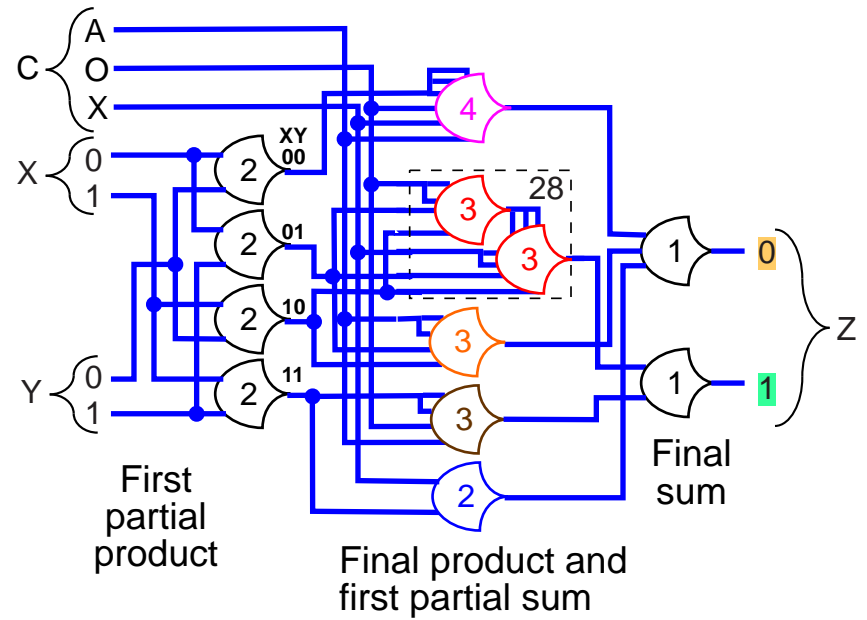 C
A
O
X
X
0
1
Y
0
1
XY
2
00
2
01
2
10
2
11
4
28
3
3
3
3
2
1
0
1
1
Z
First
partial
product
Final product and
first partial sum
Final
sum